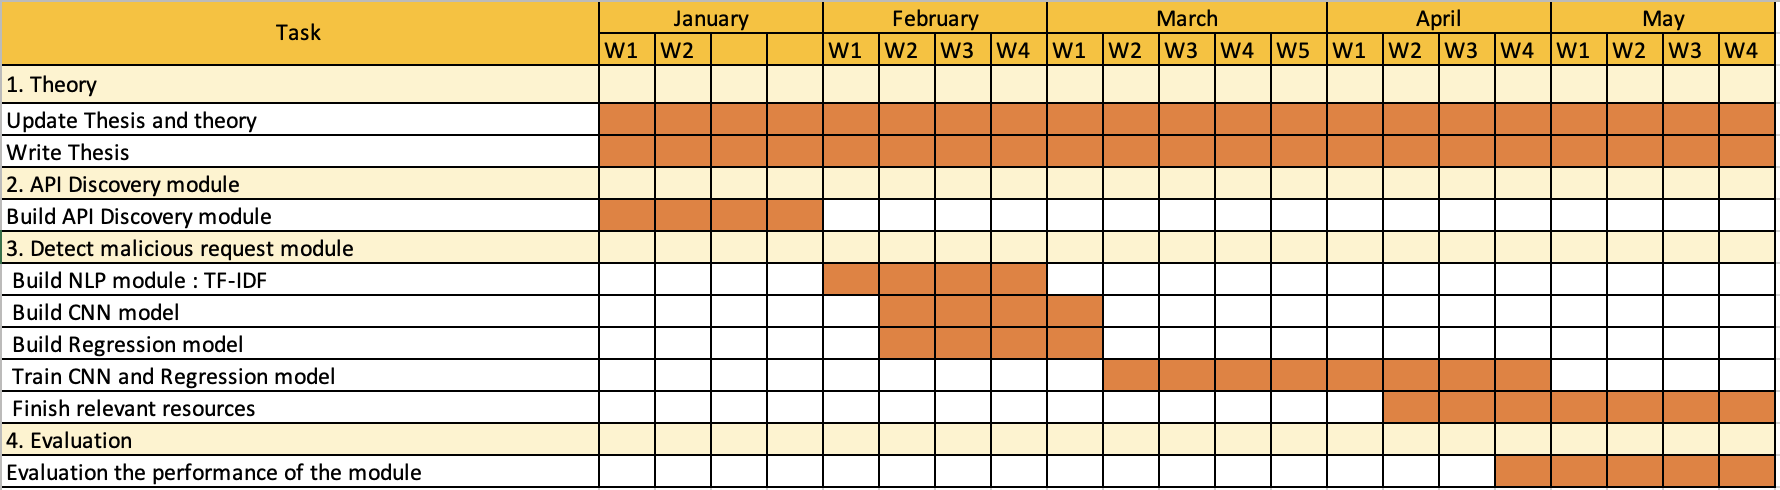 Task January February March April May
W1 W2 W1 W2 W3 W4 W1 W2 W3 W4 W5 W1 W2 W3 W4 W1 W2 W3 W4
1. Theory
Update Thesis and theory
Write Thesis
2. API Discovery module
Build API Discovery module
3. Detect malicious request module
Build NLP module : TF-IDF
Build CNN model
Build Regression model
Train CNN and Regression model
Finish relevant resources
4. Evaluation
Evaluation the performance of the module